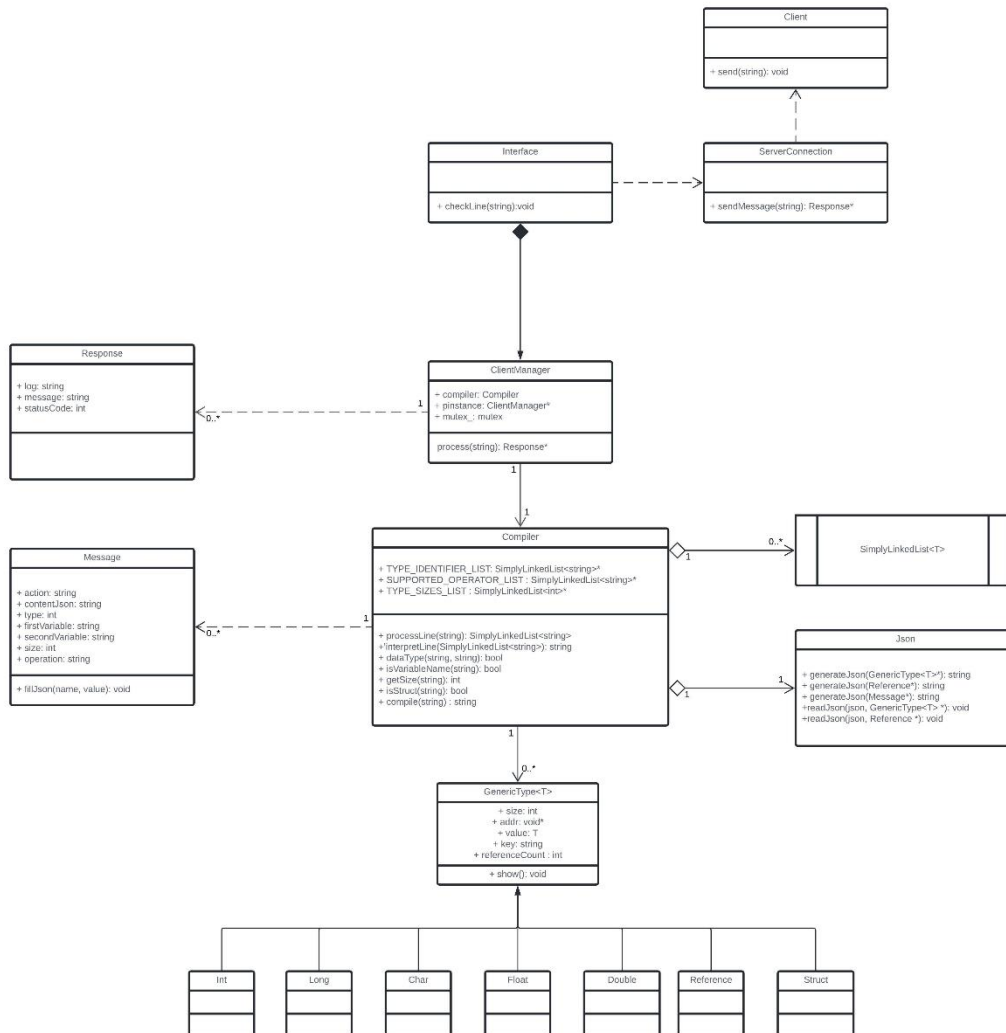 Client
+ send(string): void
Interface
+ checkLine(string):void
ServerConnection
+ sendMessage(string): Response*
Response
+ log: string
+ message: string
+ statusCode: int
1
0..*
ClientManager
+ compiler: Compiler
+ pinstance: ClientManager*
+ mutex_: mutex
process(string): Response*
1
1
Compiler
+ TYPE_IDENTIFIER_LIST: SimplyLinkedList<string>*
+ SUPPORTED_OPERATOR_LIST : SimplyLinkedList<string>*
+ TYPE_SIZES_LIST : SimplyLinkedList<int>*
+ processLine(string): SimplyLinkedList<string>
+'interpretLine(SimplyLinkedList<string>): string
+ dataType(string, string): bool
+ isVariableName(string): bool
+ getSize(string): int
+ isStruct(string): bool
+ compile(string) : string
1
0..*
SimplyLinkedList<T>
Message
+ action: string
+ contentJson: string
+ type: int
+ firstVariable: string
+ secondVariable: string
+ size: int
+ operation: string
+ fillJson(name, value): void
1
0..*
1
1
Json
+ generateJson(GenericType<T>*): string
+ generateJson(Reference*): string
+ generateJson(Message*): string
+readJson(json, GenericType<T> *): void
+readJson(json, Reference *): void
1
0..*
GenericType<T>
+ size: int
+ addr: void*
+ value: T
+ key: string
+ referenceCount : int
+ show(): void
Int
Long
Char
Float
Double
Reference
Struct